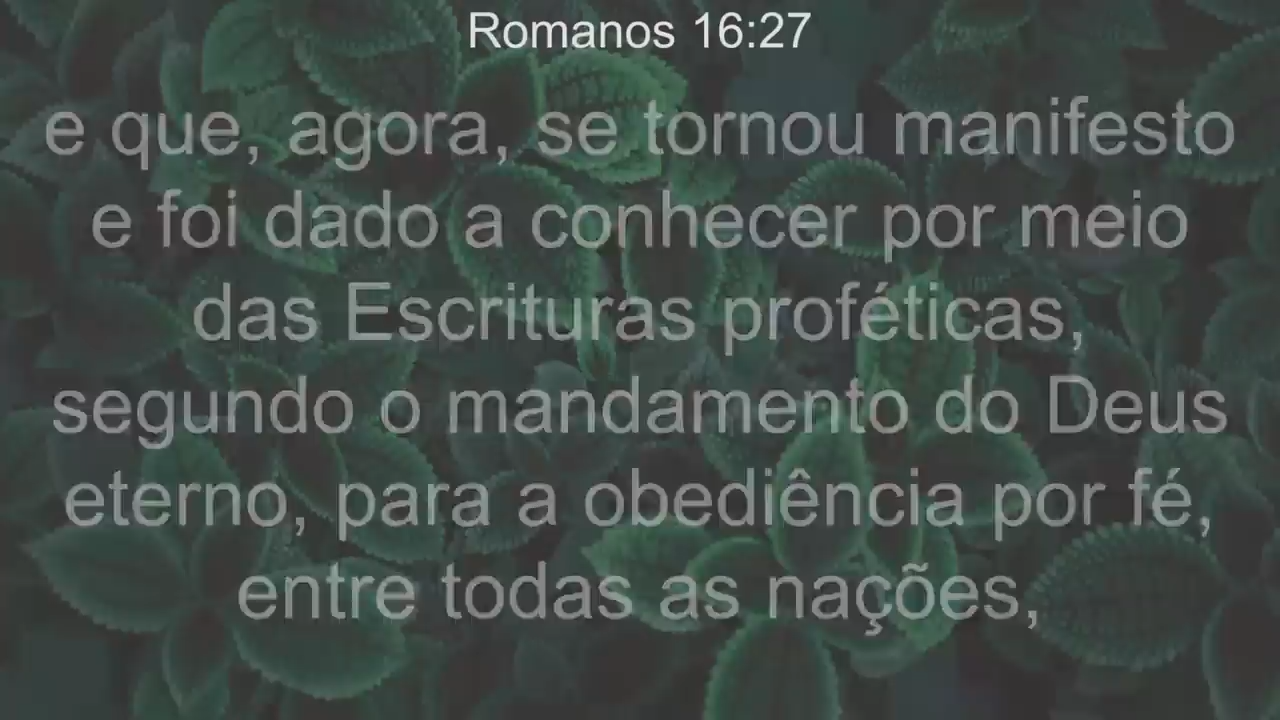 Romanos 16:27
e que, agora, se tornou manifesto
e foi dado a conhecer por meio
das Escrituras proféticas,
segundo o mandamento do Deus
eterno, para a obediência por fé,
entre todas as nações,